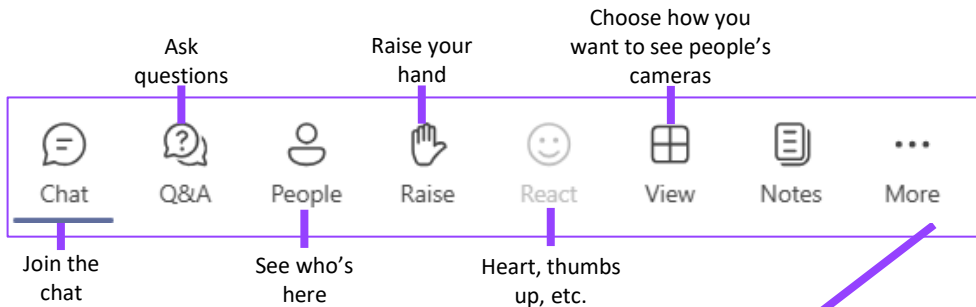 Choose how you
Ask
Raise your
want to see people's
questions
hand
cameras
Chat
Q&A
People
Raise
React
View
Notes
More
Join the
chat
See who's
here
Heart, thumbs
up, etc.